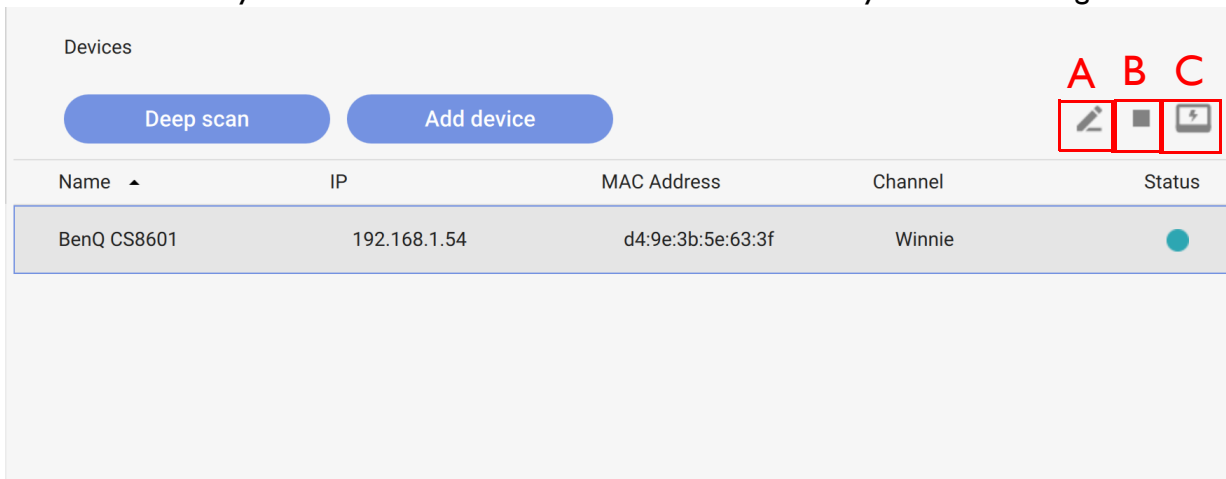 Devices
A B C
Deep scan Add device
Name IP MAC Address Channel Status
BenQ CS8601 192.168.1.54 d4:9e:3b:5e:63:3f Winnie